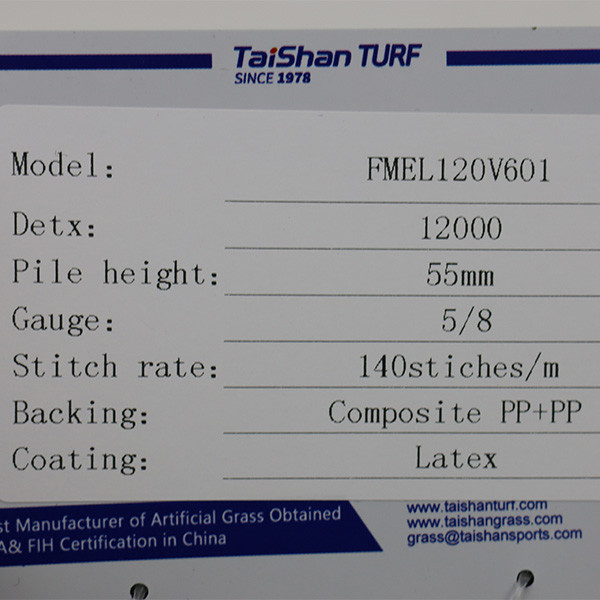 TaiShan TURF
SINCE 1978
Model: FMEL120V601
Detx: 12000
Pile height: 55mm
Gauge: 5/8
Stitch rate: 140stiches/m
Backing: Composite PP+PP
Coating: Latex
Manufacturer of Artificial Grass Obtained
& FIH Certification in China
www.taishanturf.com
www.taishangrass.com
grass@taishansports.com